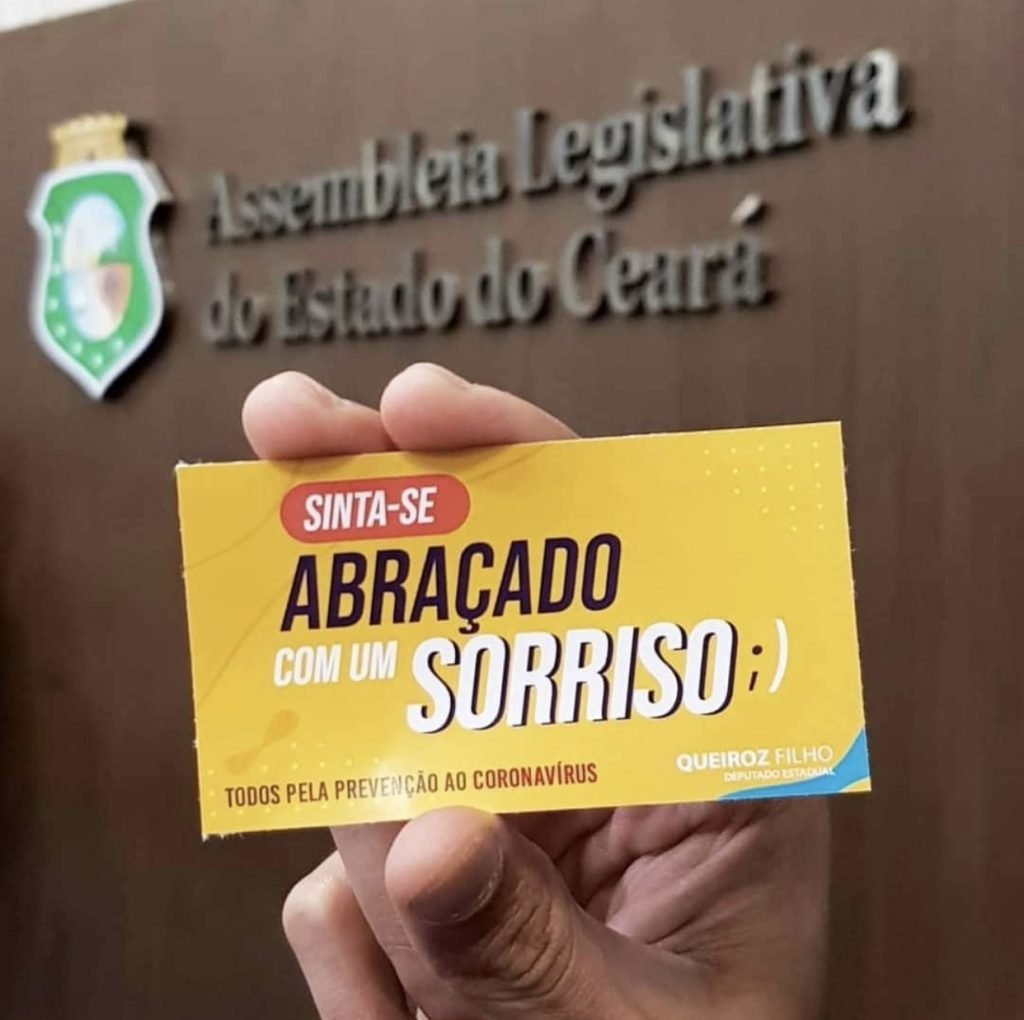 Assembleia Legislativa
do Estado do Ceará
SINTA-SE
ABRAÇADO
COM UM SORRISO ;)
QUEIROZ FILHO
DEPUTADO ESTADUAL
TODOS PELA PREVENÇÃO AO CORONAVÍRUS